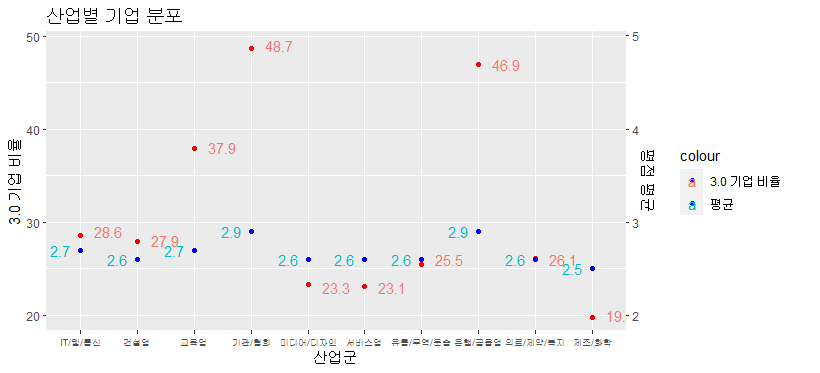 산업별 기업 분포
50
40
30
20
3.0 기업 비율
5
4
3
2
평점 평균
28.6
27.9
37.9
48.7
23.3
23.1
25.5
46.9
26.1
19.
2.7
2.6
2.7
2.9
2.6
2.6
2.6
2.9
2.6
2.5
IT/웹/통신
건설업
교육업
기관/협회
미디어/디자인
서비스업
유통/무역/운송
은행/금융업
의료/제약/복지
제조/화학
산업군
colour
a 3.0 기업 비율
a 평균